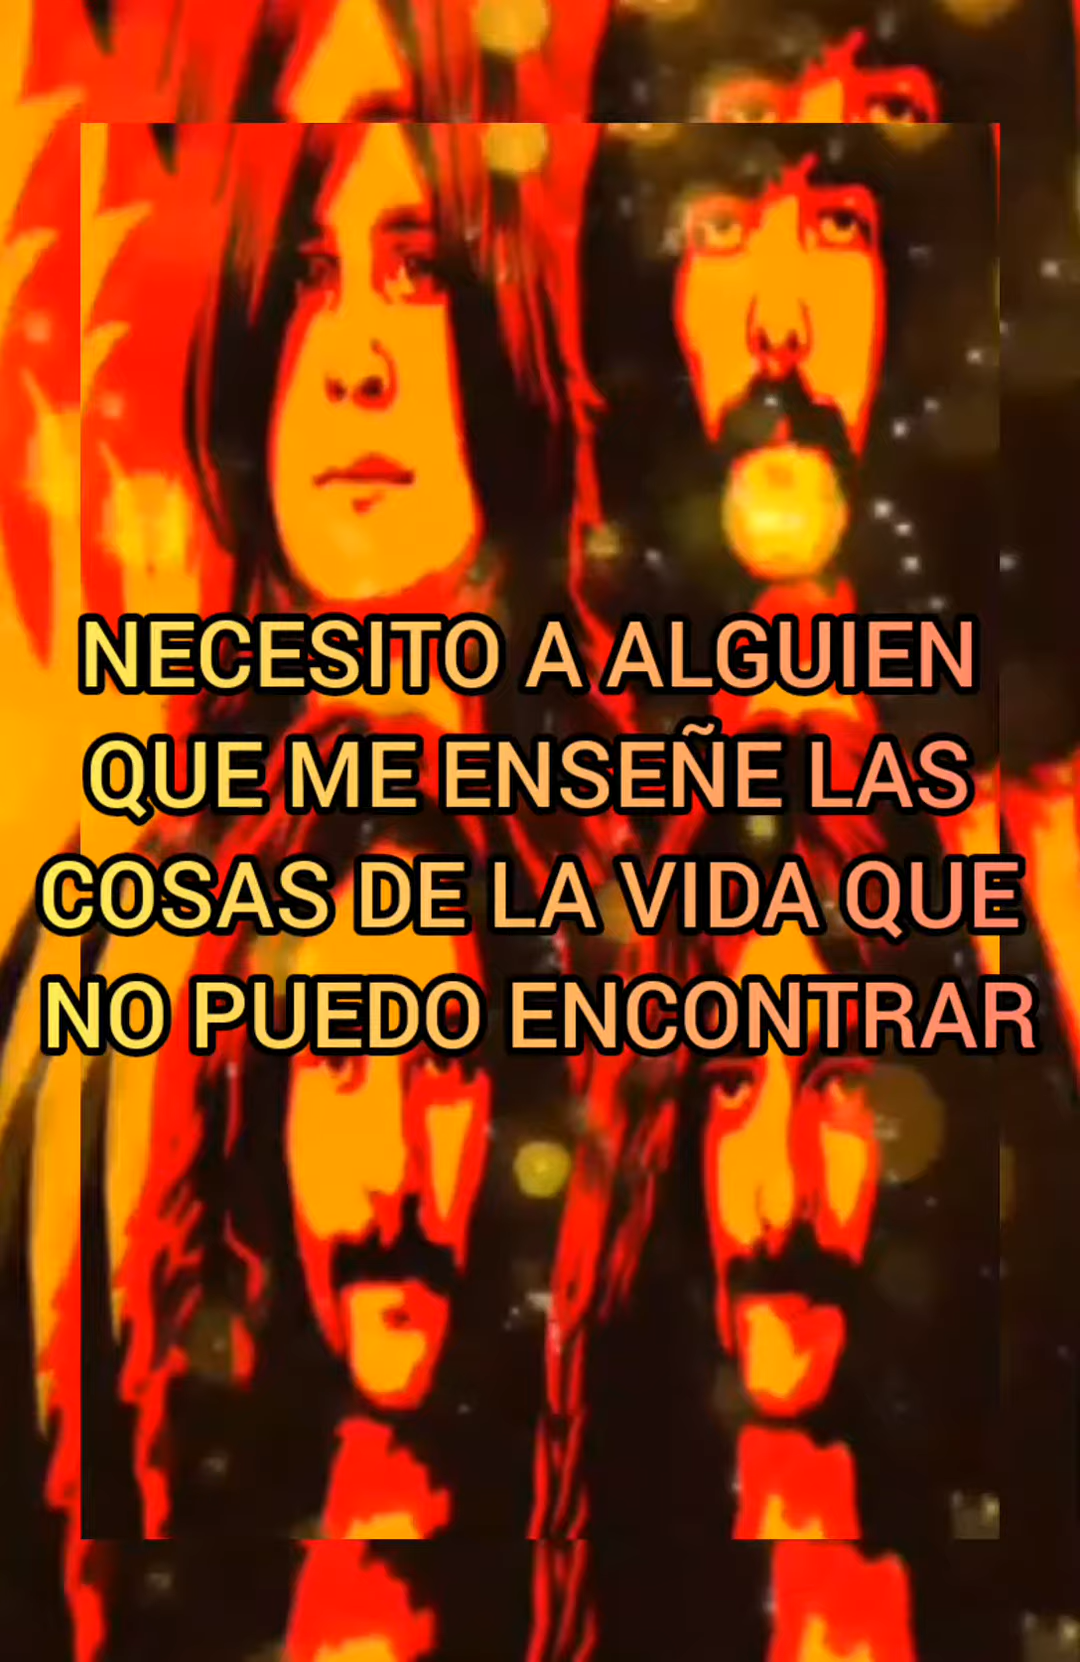 NECESITO A ALGUIEN
QUE ME ENSEÑE LAS
COSAS DE LA VIDA QUE
NO PUEDO ENCONTRAR